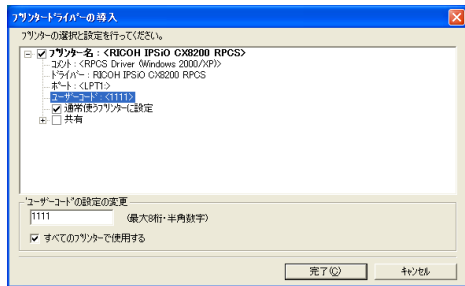 プリンタードライバーの導入
プリンターの選択と設定を行ってください。
プリンター名 : <RICOH IPSiO CX8200 RPCS>
コメント : <RPCS Driver (Windows 2000/XP)>
ドライバー : RICOH IPSiO CX8200 RPCS
ポート : <LPT1:>
ユーザーコード : <1111>
通常使うプリンターに設定
共有
"ユーザーコード"の設定の変更
1111
(最大8桁・半角数字)
すべてのプリンターで使用する
完了(O)
キャンセル